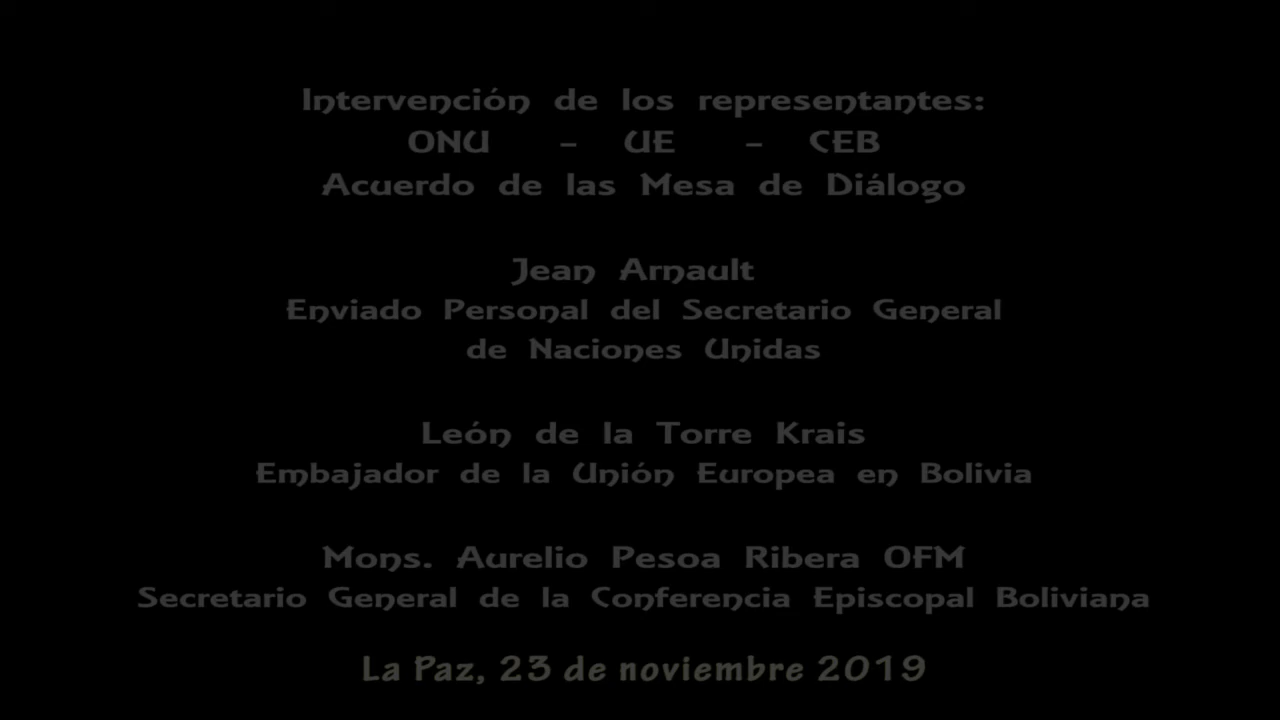 Intervención de los representantes:
ONU - UE - CEB
Acuerdo de las Mesa de Diálogo
Jean Arnault
Enviado Personal del Secretario General
de Naciones Unidas
León de la Torre Krais
Embajador de la Unión Europea en Bolivia
Mons. Aurelio Pesoa Ribera OFM
Secretario General de la Conferencia Episcopal Boliviana
La Paz, 23 de noviembre 2019